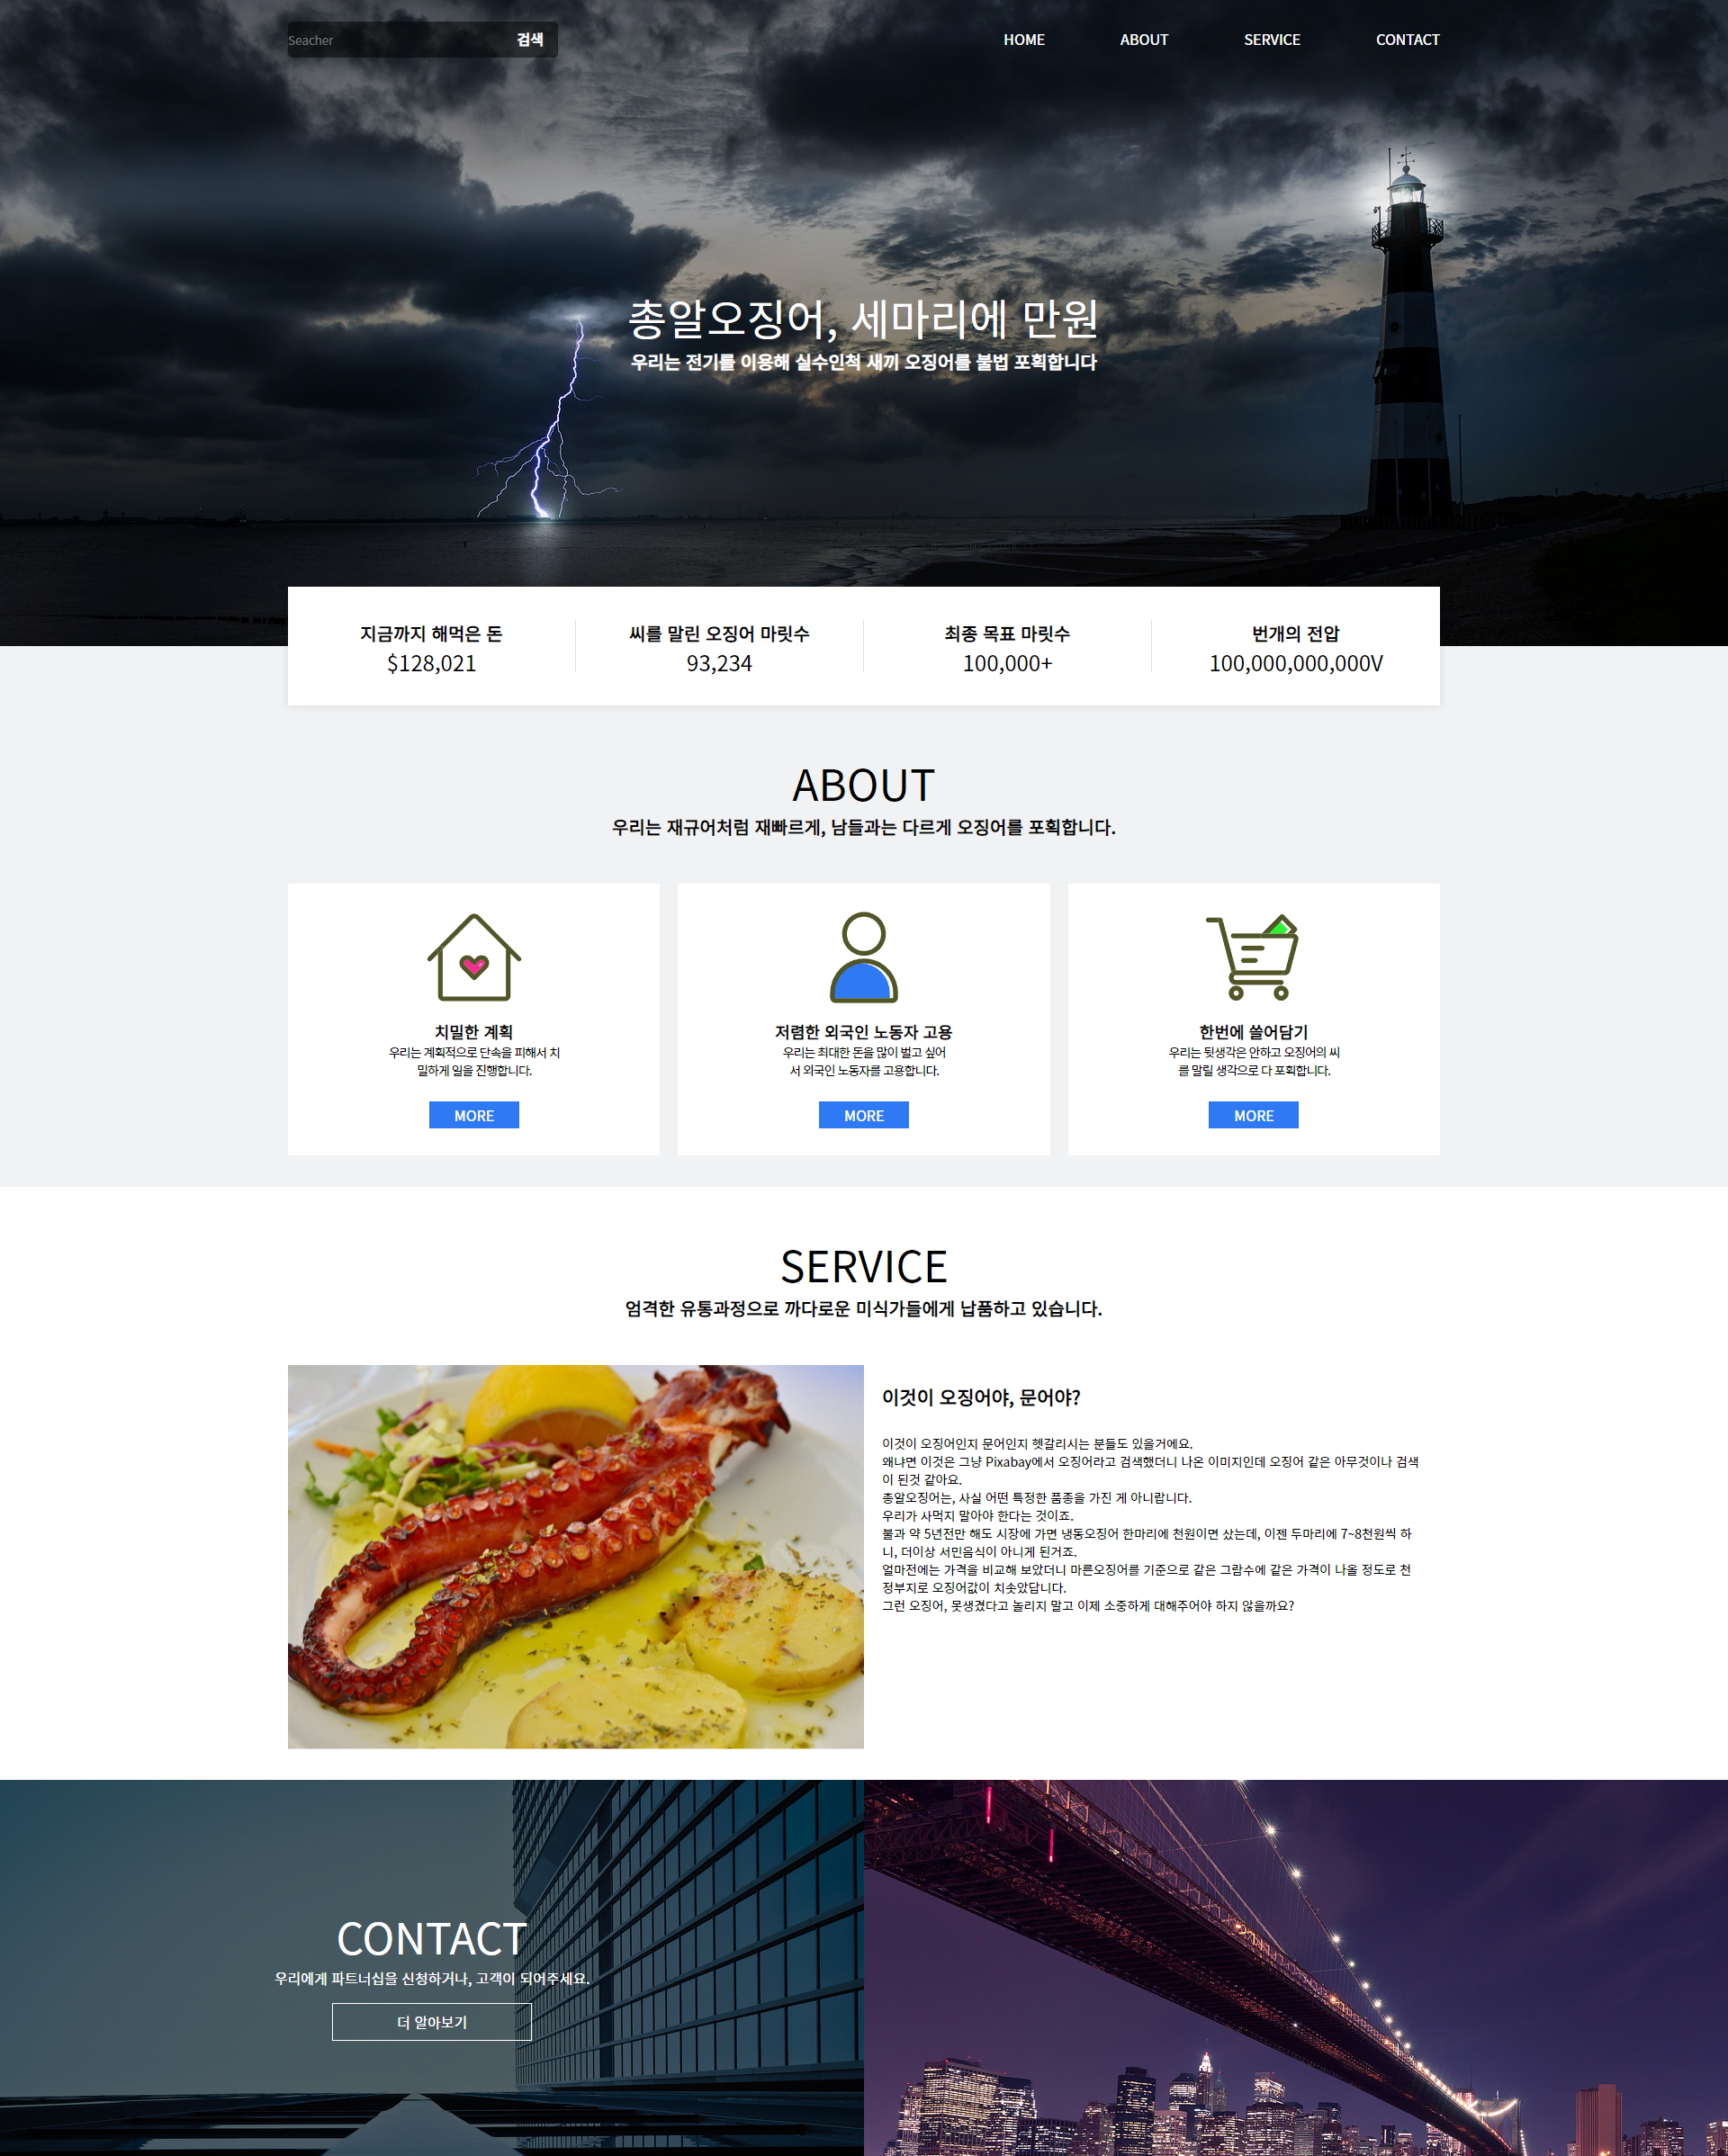 Seacher 검색 HOME ABOUT SERVICE CONTACT
총알오징어, 세마리에 만원
우리는 전기를 이용해 실수인척 새끼 오징어를 불법 포획합니다
지금까지 해먹은 돈
$128,021
씨를 말린 오징어 마릿수
93,234
최종 목표 마릿수
100,000+
번개의 전압
100,000,000,000V
ABOUT
우리는 재규어처럼 재빠르게, 남들과는 다르게 오징어를 포획합니다.
치밀한 계획
우리는 계획적으로 단속을 피해서 치
밀하게 일을 진행합니다.
MORE
저렴한 외국인 노동자 고용
우리는 최대한 돈을 많이 벌고 싶어
서 외국인 노동자를 고용합니다.
MORE
한번에 쓸어담기
우리는 뒷생각은 안하고 오징어의 씨
를 말릴 생각으로 다 포획합니다.
MORE
SERVICE
엄격한 유통과정으로 까다로운 미식가들에게 납품하고 있습니다.
이것이 오징어야, 문어야?
이것이 오징어인지 문어인지 헷갈리시는 분들도 있을거에요.
왜냐면 이것은 그냥 Pixabay에서 오징어라고 검색했더니 나온 이미지인데 오징어 같은 아무것이나 검색
이 된것 같아요.
총알오징어는, 사실 어떤 특정한 품종을 가진 게 아니랍니다.
우리가 사먹지 말아야 한다는 것이죠.
불과 약 5년전만 해도 시장에 가면 냉동오징어 한마리에 천원이면 샀는데, 이젠 두마리에 7~8천원씩 하
니, 더이상 서민음식이 아니게 된거죠.
얼마전에는 가격을 비교해 보았더니 마른오징어를 기준으로 같은 그람수에 같은 가격이 나올 정도로 천
정부지로 오징어값이 치솟았답니다.
그런 오징어, 못생겼다고 놀리지 말고 이제 소중하게 대해주어야 하지 않을까요?
CONTACT
우리에게 파트너십을 신청하거나, 고객이 되어주세요.
더 알아보기